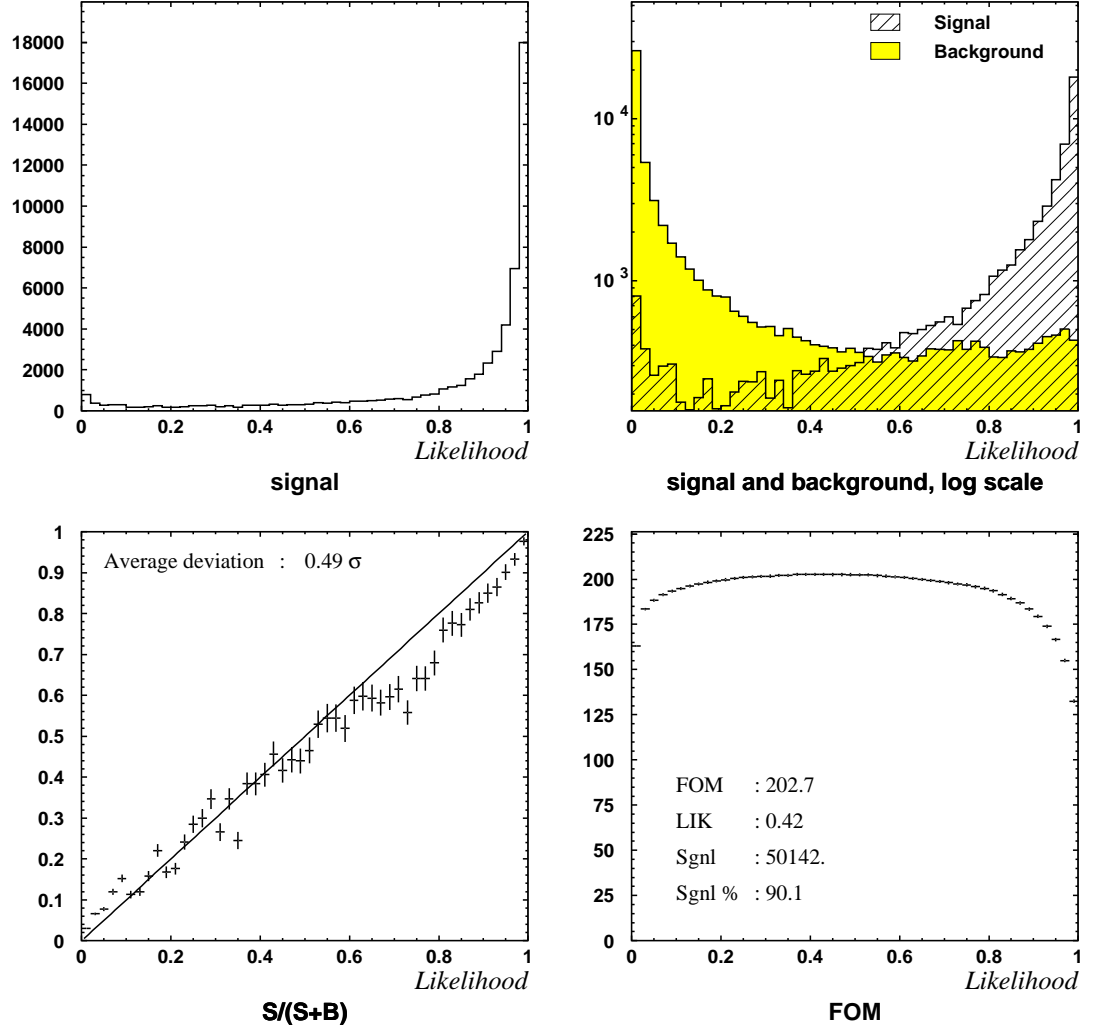 18000
16000
14000
12000
10000
8000
6000
4000
2000
0
0 0.2 0.4 0.6 0.8 1
Likelihood
signal
Signal
Background
10 4
10 3
0 0.2 0.4 0.6 0.8 1
Likelihood
signal and background, log scale
Average deviation : 0.49 σ
1
0.9
0.8
0.7
0.6
0.5
0.4
0.3
0.2
0.1
0
0 0.2 0.4 0.6 0.8 1
Likelihood
S/(S+B)
225
200
175
150
125
100
75
50
25
0
FOM : 202.7
LIK : 0.42
Sgnl : 50142.
Sgnl % : 90.1
0 0.2 0.4 0.6 0.8 1
Likelihood
FOM